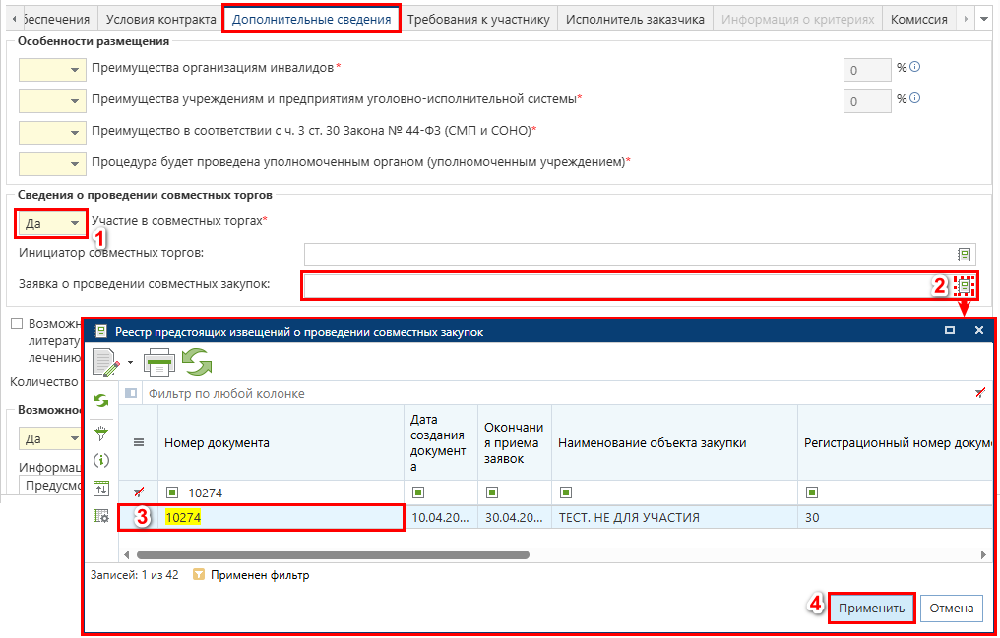 беспечения Условия контракта Дополнительные сведения Требования к участнику Исполнитель заказчика Информация о критериях Комиссия
Особенности размещения
Преимущества организациям инвалидов* 0 %
Преимущества учреждениям и предприятиям уголовно-исполнительной системы* 0 %
Преимущество в соответствии с ч. 3 ст. 30 Закона № 44-ФЗ (СМП и СОНО)*
Процедура будет проведена уполномоченным органом (уполномоченным учреждением)*
Сведения о проведении совместных торгов
Да Участие в совместных торгах*
1
Инициатор совместных торгов:
Заявка о проведении совместных закупок: 2
Возможн
литерату
лечению
Количество
Возможнос
Да
Информац
Предусмо
Реестр предстоящих извещений о проведении совместных закупок
Фильтр по любой колонке
Номер документа
Дата
создания
документ
а
Окончани
я приема
заявок
Наименование объекта закупки
Регистрационный номер докум
10274
3 10274 10.04.20... 30.04.20... ТЕСТ. НЕ ДЛЯ УЧАСТИЯ 30
Записей: 1 из 42 Применен фильтр
4 Применить Отмена